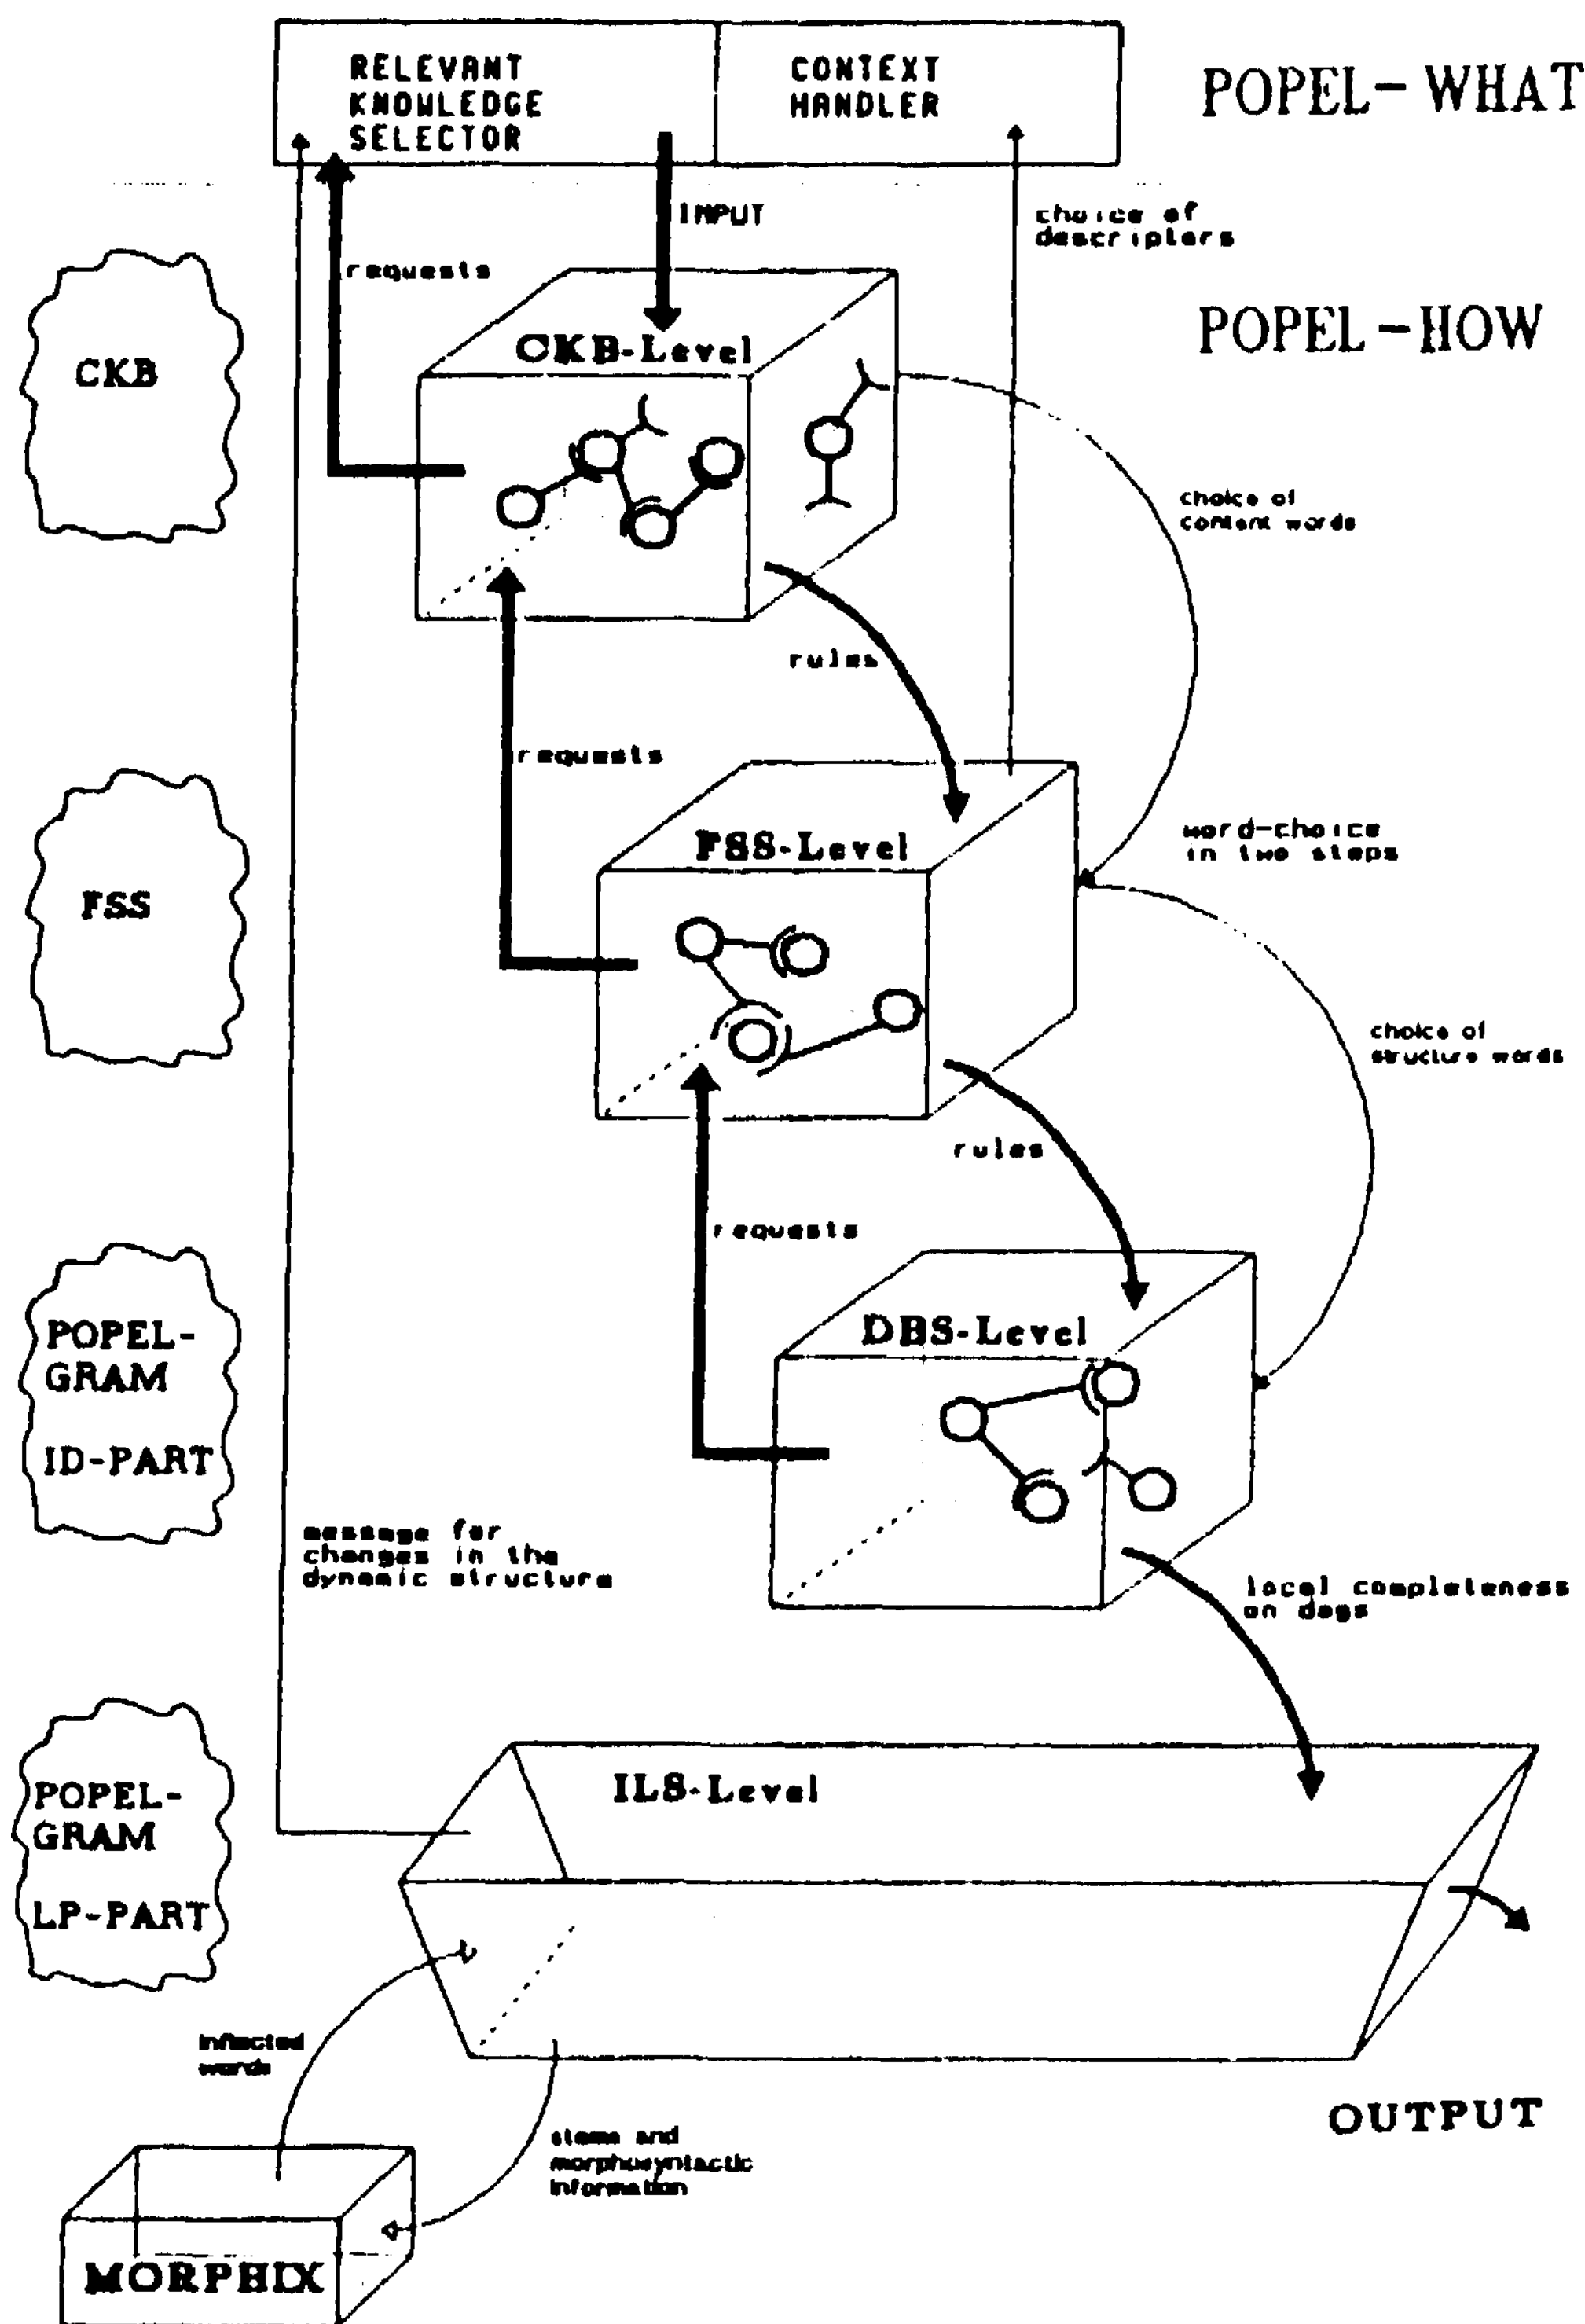 RELEVANT
KNOWLEDGE
SELECTOR
CONTEXT
HANDLER
POPEL-WHAT
INPUT
choice of
descriptors
requests
POPEL-HOW
CKB-Level
CKB
choice of
content words
rules
requests
word-choice
in two steps
FSS-Level
FSS
choice of
structure words
rules
requests
DBS-Level
POPEL-
GRAM
ID-PART
message for
changes in the
dynamic structure
local completeness
on dags
ILS-Level
POPEL-
GRAM
LP-PART
inflected
words
OUTPUT
stems and
morphosyntactic
information
MORPHIX